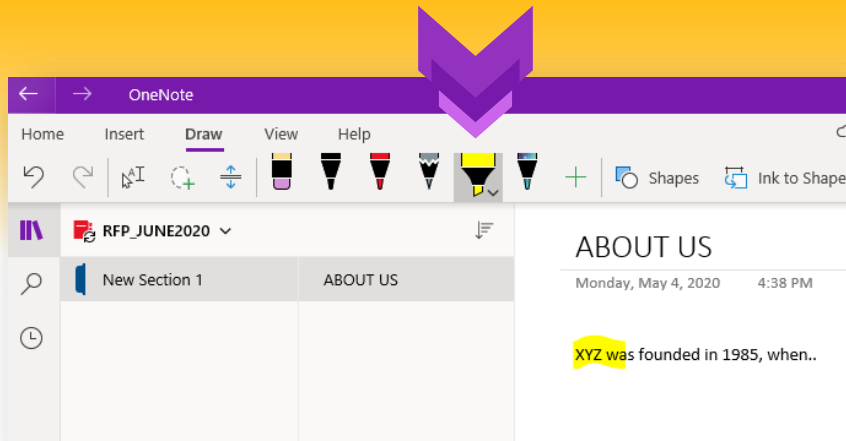 OneNote
Home Insert Draw View Help
Shapes Ink to Shape
RFP_JUNE2020
New Section 1
ABOUT US
ABOUT US
Monday, May 4, 2020 4:38 PM
XYZ was founded in 1985, when..